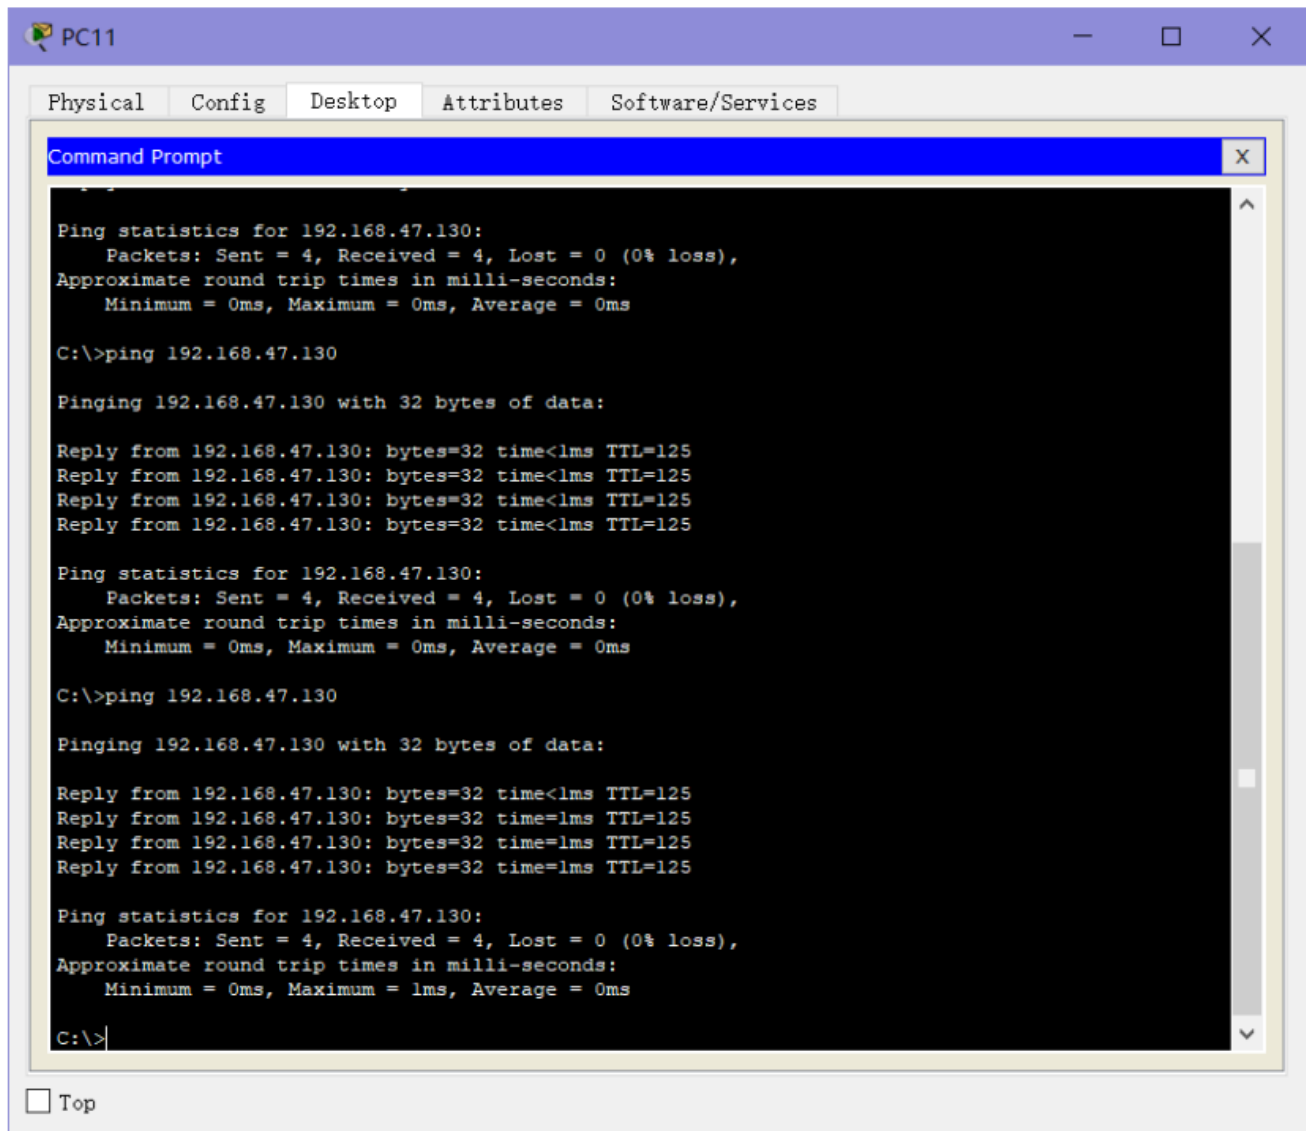 PC11
Physical Config Desktop Attributes Software/Services
Command Prompt X
Ping statistics for 192.168.47.130:
Packets: Sent = 4, Received = 4, Lost = 0 (0% loss),
Approximate round trip times in milli-seconds:
Minimum = 0ms, Maximum = 0ms, Average = 0ms
C:\>ping 192.168.47.130
Pinging 192.168.47.130 with 32 bytes of data:
Reply from 192.168.47.130: bytes=32 time<1ms TTL=125
Reply from 192.168.47.130: bytes=32 time<1ms TTL=125
Reply from 192.168.47.130: bytes=32 time<1ms TTL=125
Reply from 192.168.47.130: bytes=32 time<1ms TTL=125
Ping statistics for 192.168.47.130:
Packets: Sent = 4, Received = 4, Lost = 0 (0% loss),
Approximate round trip times in milli-seconds:
Minimum = 0ms, Maximum = 0ms, Average = 0ms
C:\>ping 192.168.47.130
Pinging 192.168.47.130 with 32 bytes of data:
Reply from 192.168.47.130: bytes=32 time<1ms TTL=125
Reply from 192.168.47.130: bytes=32 time=1ms TTL=125
Reply from 192.168.47.130: bytes=32 time=1ms TTL=125
Reply from 192.168.47.130: bytes=32 time=1ms TTL=125
Ping statistics for 192.168.47.130:
Packets: Sent = 4, Received = 4, Lost = 0 (0% loss),
Approximate round trip times in milli-seconds:
Minimum = 0ms, Maximum = 1ms, Average = 0ms
C:\>
Top